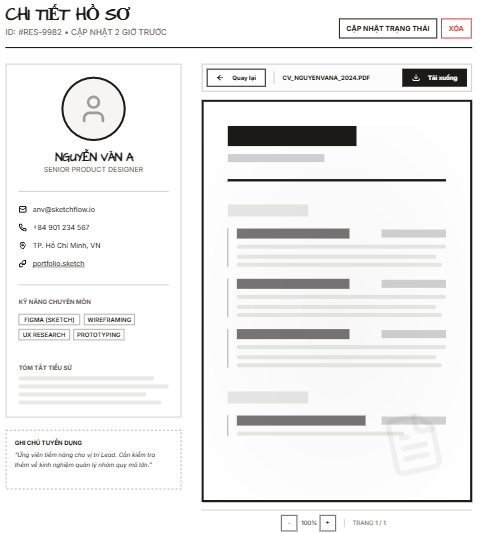 CHI TIẾT HỒ SƠ
ID: #RES-9982 • CẬP NHẬT 2 GIỜ TRƯỚC
CẬP NHẬT TRẠNG THÁI
XÓA
NGUYỄN VĂN A
SENIOR PRODUCT DESIGNER
anv@sketchflow.io
+84 901 234 567
TP. Hồ Chí Minh, VN
portfolio.sketch
KỸ NĂNG CHUYÊN MÔN
FIGMA (SKETCH)
WIREFRAMING
UX RESEARCH
PROTOTYPING
TÓM TẮT TIỂU SỬ
GHI CHÚ TUYỂN DỤNG
"Ứng viên tiềm năng cho vị trí Lead. Cần kiểm tra
thêm về kinh nghiệm quản lý nhóm quy mô lớn."
Quay lại
CV_NGUYENVANA_2024.PDF
Tải xuống
-
100%
+
TRANG 1 / 1